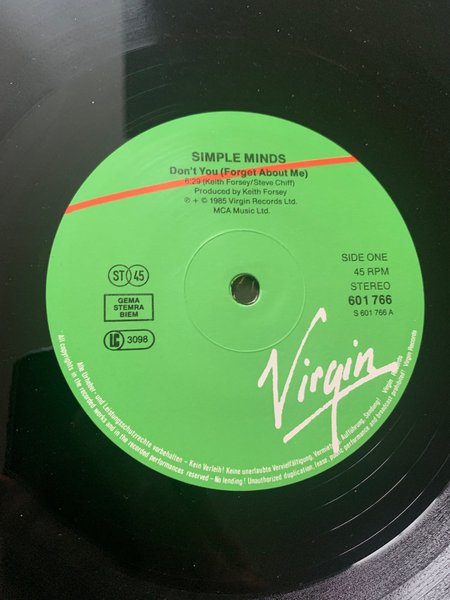 SIMPLE MINDS
Don't You (Forget About Me)
6:29 (Keith Forsey/Steve Chiff)
Produced by Keith Forsey
℗ + © 1985 Virgin Records Ltd.
MCA Music Ltd.
ST 45
GEMA
STEMRA
BIEM
LC 3098
SIDE ONE
45 RPM
STEREO
601 766
S 601 766 A
Virgin
Alle Urheber- und Leistungsschutzrechte vorbehalten – Kein Verleih! Keine unerlaubte Vervielfältigung, Vermietung, Aufführung, Sendung! Virgin Records
All copyrights in the recorded works and in the recorded performances reserved – No lending! Unauthorized duplication, lease, public performance and broadcast prohibited! Virgin Records